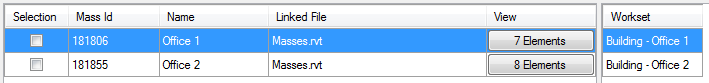 Selection Mass Id Name Linked File View Workset
181806 Office 1 Masses.rvt 7 Elements Building - Office 1
181855 Office 2 Masses.rvt 8 Elements Building - Office 2